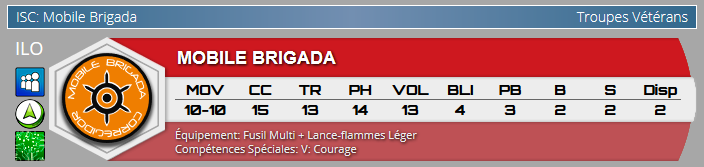 ISC: Mobile Brigada
Troupes Vétérans
ILO
MOBILE BRIGADA
CORREGIDOR
MOBILE BRIGADA
MOV CC TR PH VOL BLI PB B S Disp
10-10 15 13 14 13 4 3 2 2 2
Équipement: Fusil Multi + Lance-flammes Léger
Compétences Spéciales: V: Courage